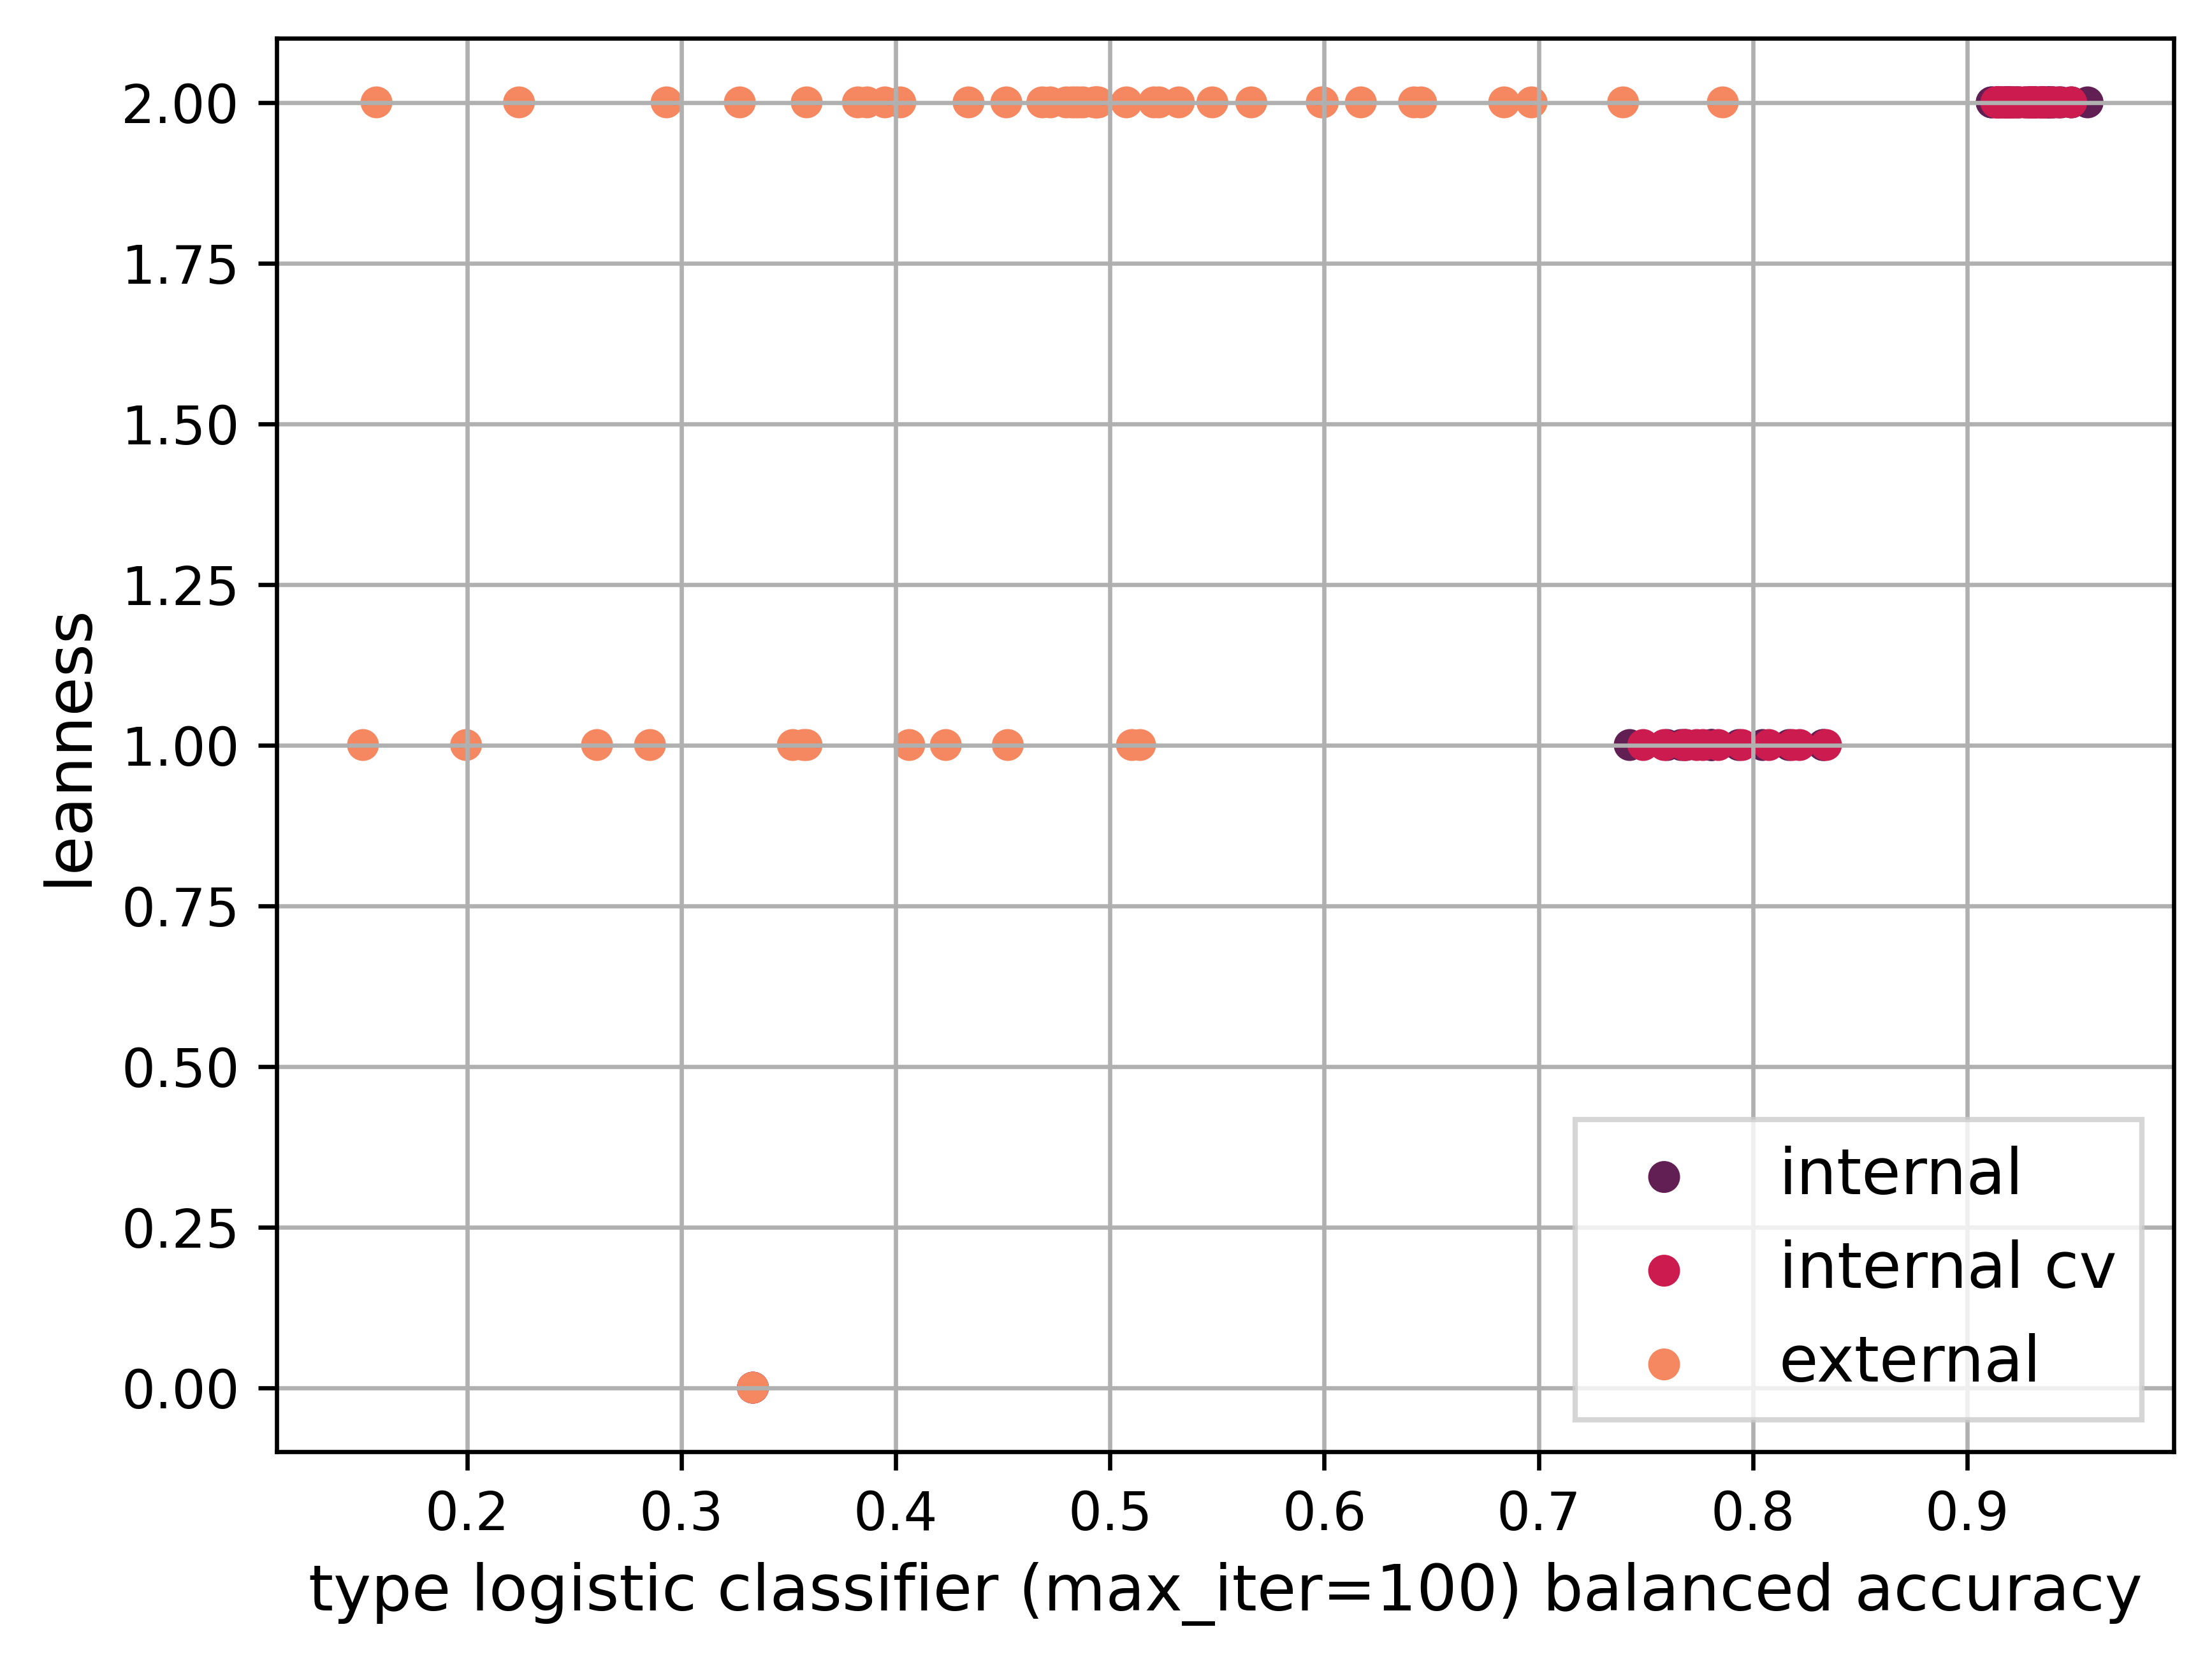 2.00
1.75
1.50
1.25
1.00
0.75
0.50
0.25
0.00
leanness
internal
internal cv
external
0.2 0.3 0.4 0.5 0.6 0.7 0.8 0.9
type logistic classifier (max_iter=100) balanced accuracy